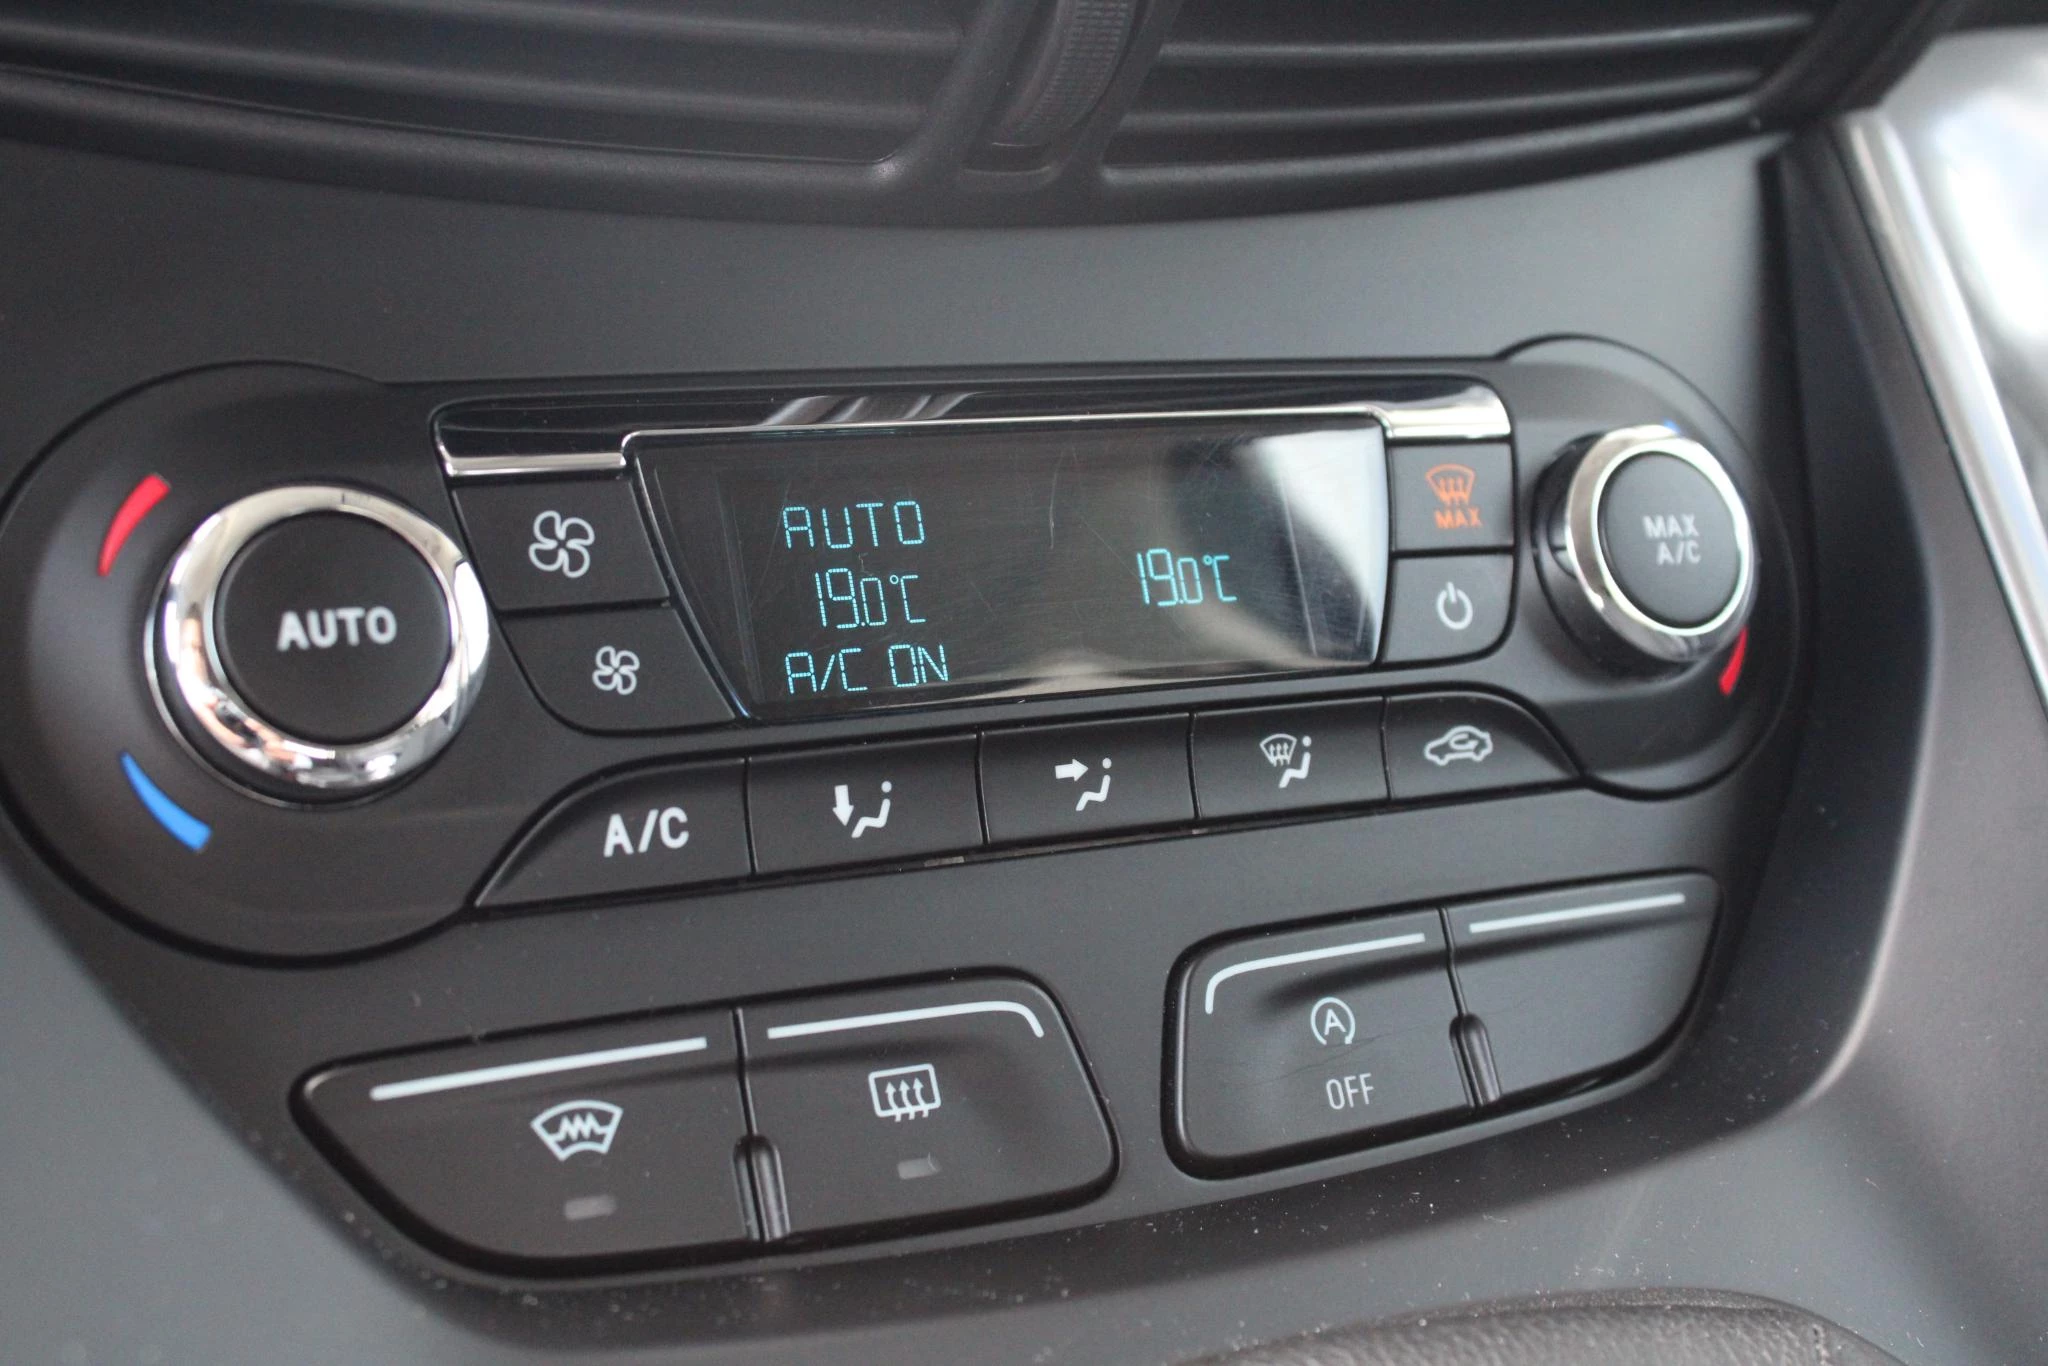 AUTO
AUTO
19.0°C
19.0°C
A/C ON
MAX
MAX
A/C
A/C
A
OFF